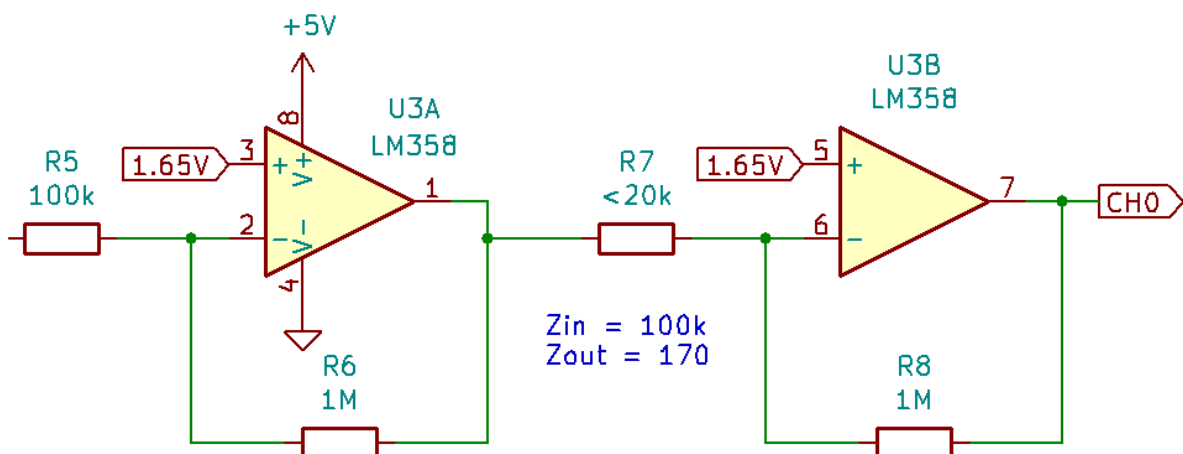 +5V
U3A
LM358
8
V+
3
1.65V
+
R5
100k
1
2
-
V-
4
R6
1M
R7
<20k
Zin = 100k
Zout = 170
U3B
LM358
1.65V
5
+
7
CH0
6
-
R8
1M